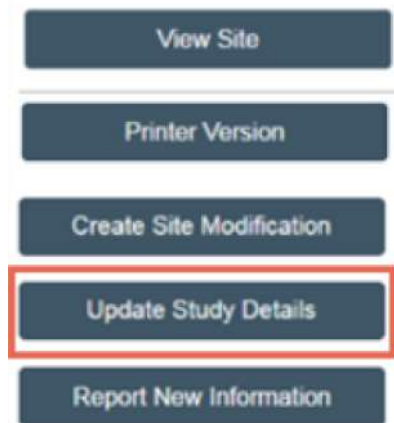 View Site
Printer Version
Create Site Modification
Update Study Details
Report New Information